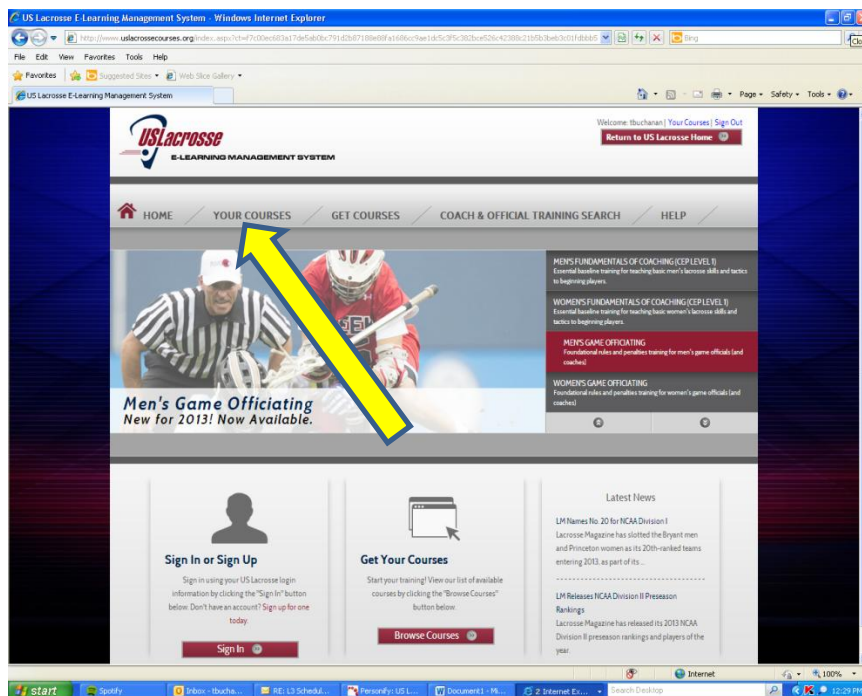 US Lacrosse E-Learning Management System - Windows Internet Explorer
Bing
File Edit View Favorites Tools Help
Favorites Suggested Sites Web Slice Gallery
US Lacrosse E-Learning Management System
Page Safety Tools
USLacrosse
E-LEARNING MANAGEMENT SYSTEM
Welcome tbuchanan | Your Courses | Sign Out
Return to US Lacrosse Home
HOME YOUR COURSES GET COURSES COACH & OFFICIAL TRAINING SEARCH HELP
Men's Game Officiating
New for 2013! Now Available.
MEN'S FUNDAMENTALS OF COACHING (CEP LEVEL 1)
Essential baseline training for teaching basic men's lacrosse skills and tactics
to beginning players.
WOMEN'S FUNDAMENTALS OF COACHING (CEP LEVEL 1)
Essential baseline training for teaching basic women's lacrosse skills and
tactics to beginning players.
MEN'S GAME OFFICIATING
Foundational rules and penalties training for men's game officials (and
coaches)
WOMEN'S GAME OFFICIATING
Foundational rules and penalties training for women's game officials (and
coaches)
Sign In or Sign Up
Sign in using your US Lacrosse login
information by clicking the "Sign In" button
below. Don't have an account? Sign up for one
today.
Sign In
Get Your Courses
Start your training! View our list of available
courses by clicking the "Browse Courses"
button below.
Browse Courses
Latest News
LM Names No. 20 for NCAA Division I
Lacrosse Magazine has slotted the Bryant men
and Princeton women as its 20th-ranked teams
entering 2013, as part of its ...
LM Releases NCAA Division II Preseason
Rankings
Lacrosse Magazine has released its 2013 NCAA
Division II preseason rankings and players of the
year.
Internet 100%
start Spotify Inbox - tbucha... RE: L3 Schedul... Personify: US L... Document1 - Mi... 2 Internet Ex... Search Desktop 12:29 PM